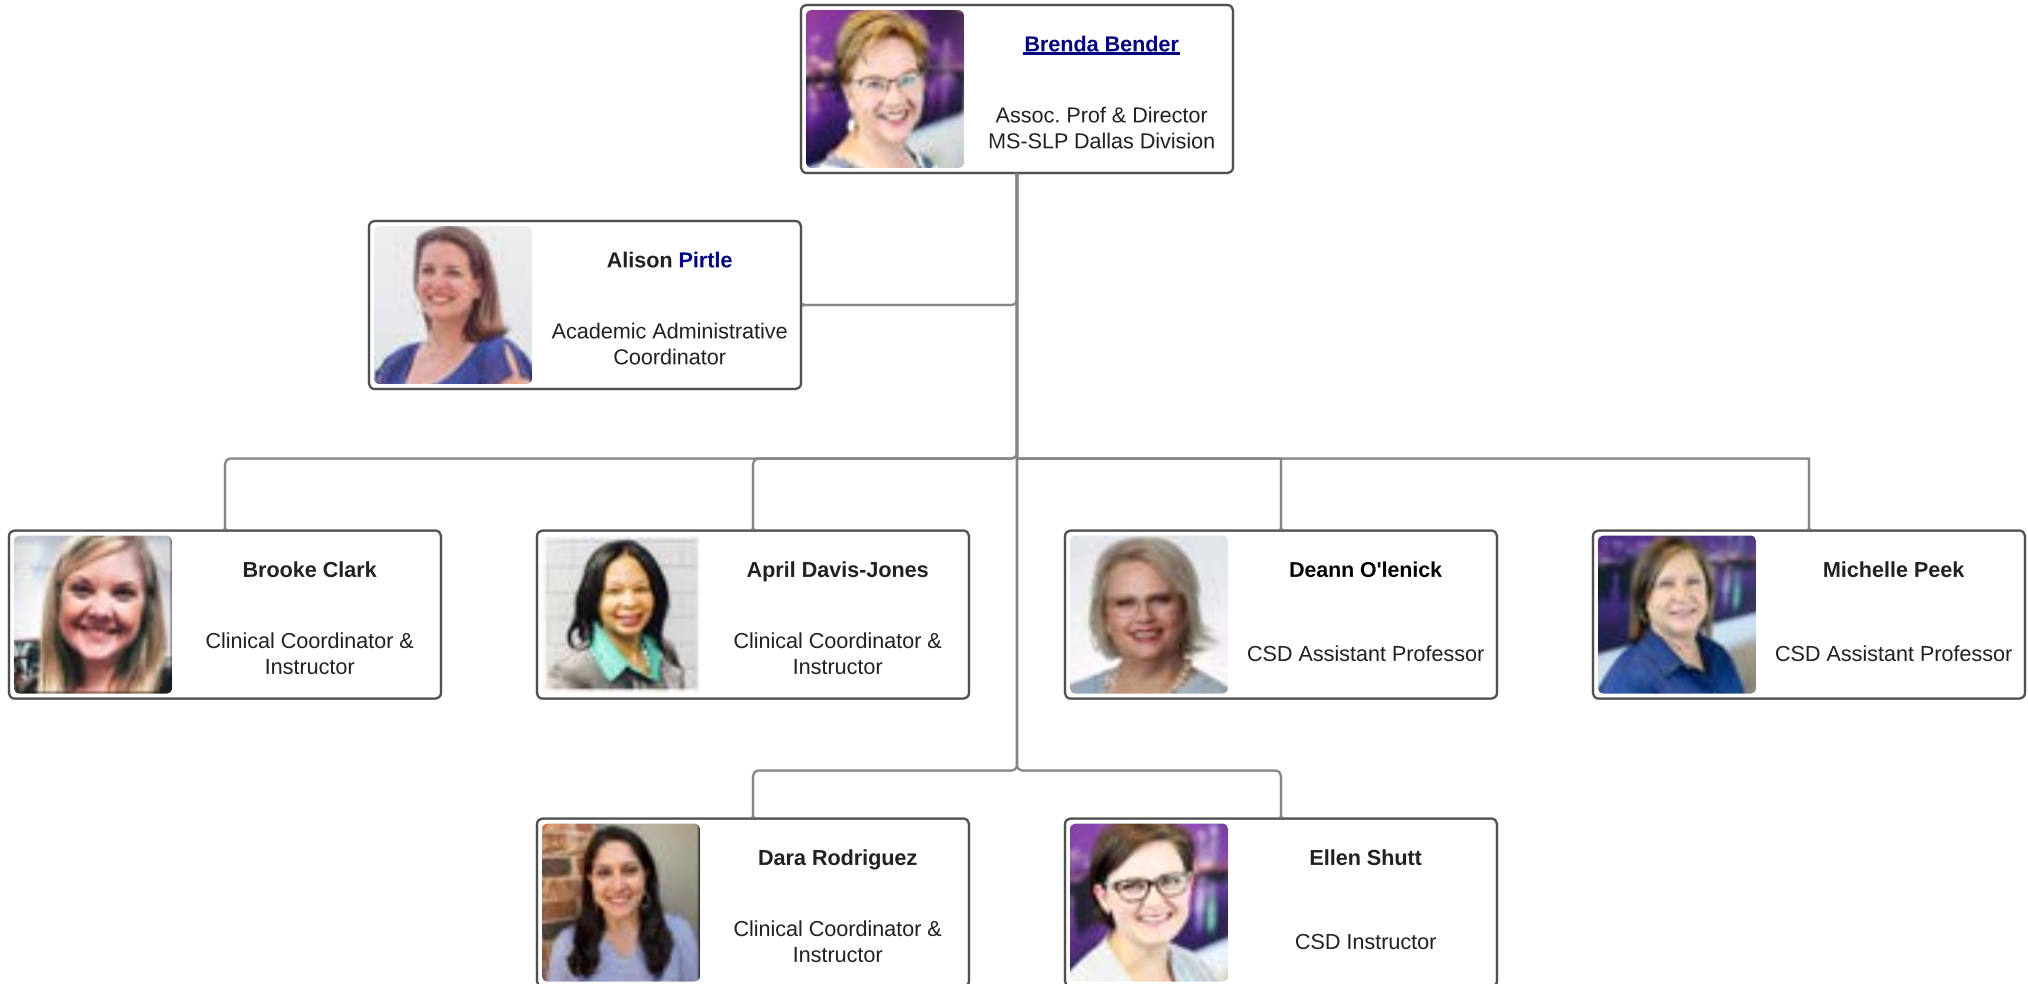 Brenda Bender
Assoc. Prof & Director
MS-SLP Dallas Division
Alison Pirtle
Academic Administrative
Coordinator
Brooke Clark
Clinical Coordinator &
Instructor
April Davis-Jones
Clinical Coordinator &
Instructor
Deann O'lenick
CSD Assistant Professor
Michelle Peek
CSD Assistant Professor
Dara Rodriguez
Clinical Coordinator &
Instructor
Ellen Shutt
CSD Instructor